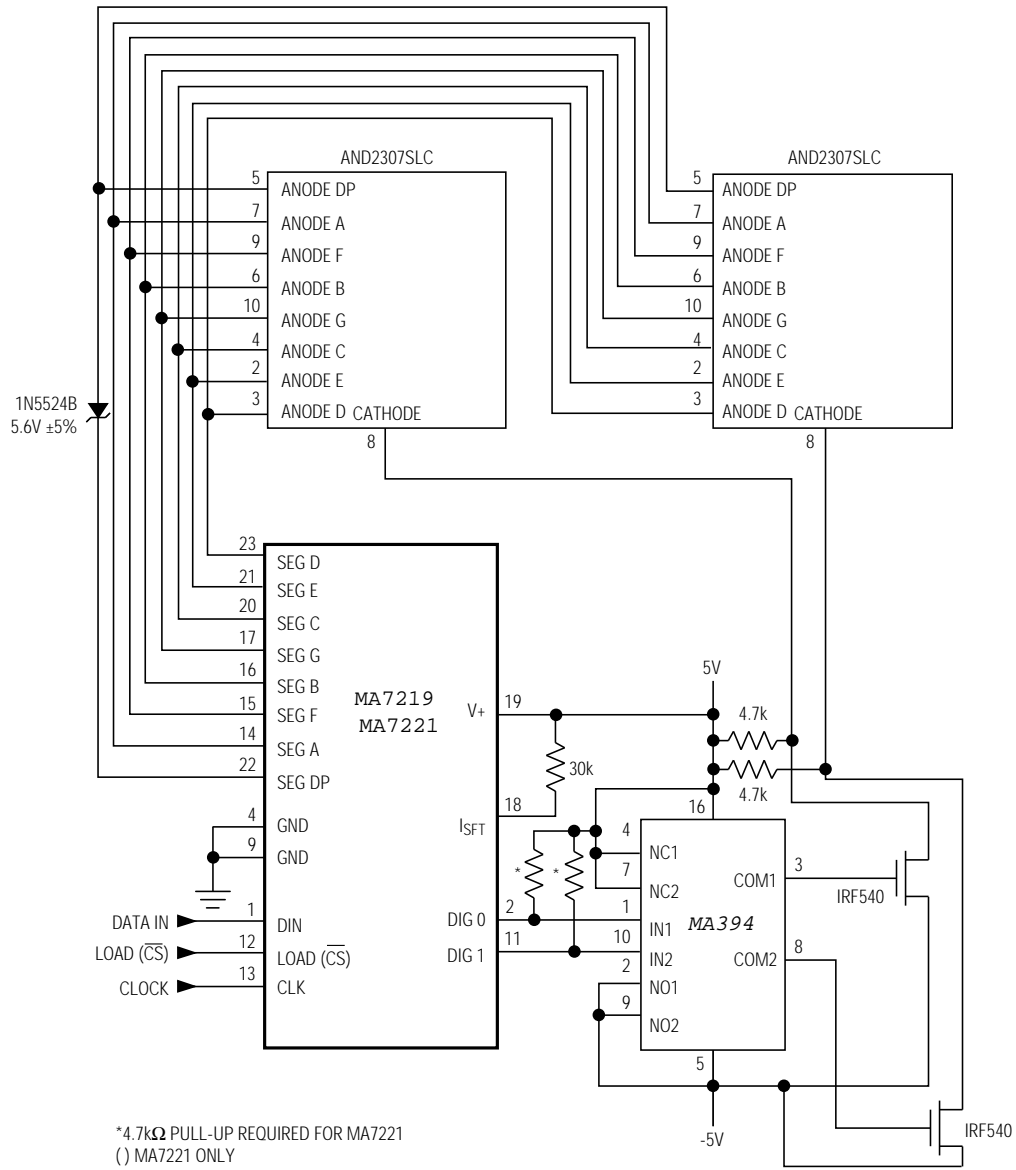 AND2307SLC
5 ANODE DP
7 ANODE A
9 ANODE F
6 ANODE B
10 ANODE G
4 ANODE C
2 ANODE E
3 ANODE D CATHODE
8
AND2307SLC
5 ANODE DP
7 ANODE A
9 ANODE F
6 ANODE B
10 ANODE G
4 ANODE C
2 ANODE E
3 ANODE D CATHODE
8
1N5524B
5.6V ±5%
23 SEG D
21 SEG E
20 SEG C
17 SEG G
16 SEG B
15 SEG F
14 SEG A
22 SEG DP
4 GND
9 GND
DATA IN 1 DIN
LOAD (C̅S̅) 12 LOAD (C̅S̅)
CLOCK 13 CLK
MA7219
MA7221
V+ 19
ISFT 18
DIG 0 2
DIG 1 11
30k
* *
5V
4.7k
4.7k
16
4 NC1
7 NC2
1 IN1
10 IN2
2 NO1
9 NO2
MA394
COM1 3
COM2 8
5
-5V
IRF540
IRF540
*4.7kΩ PULL-UP REQUIRED FOR MA7221
( ) MA7221 ONLY